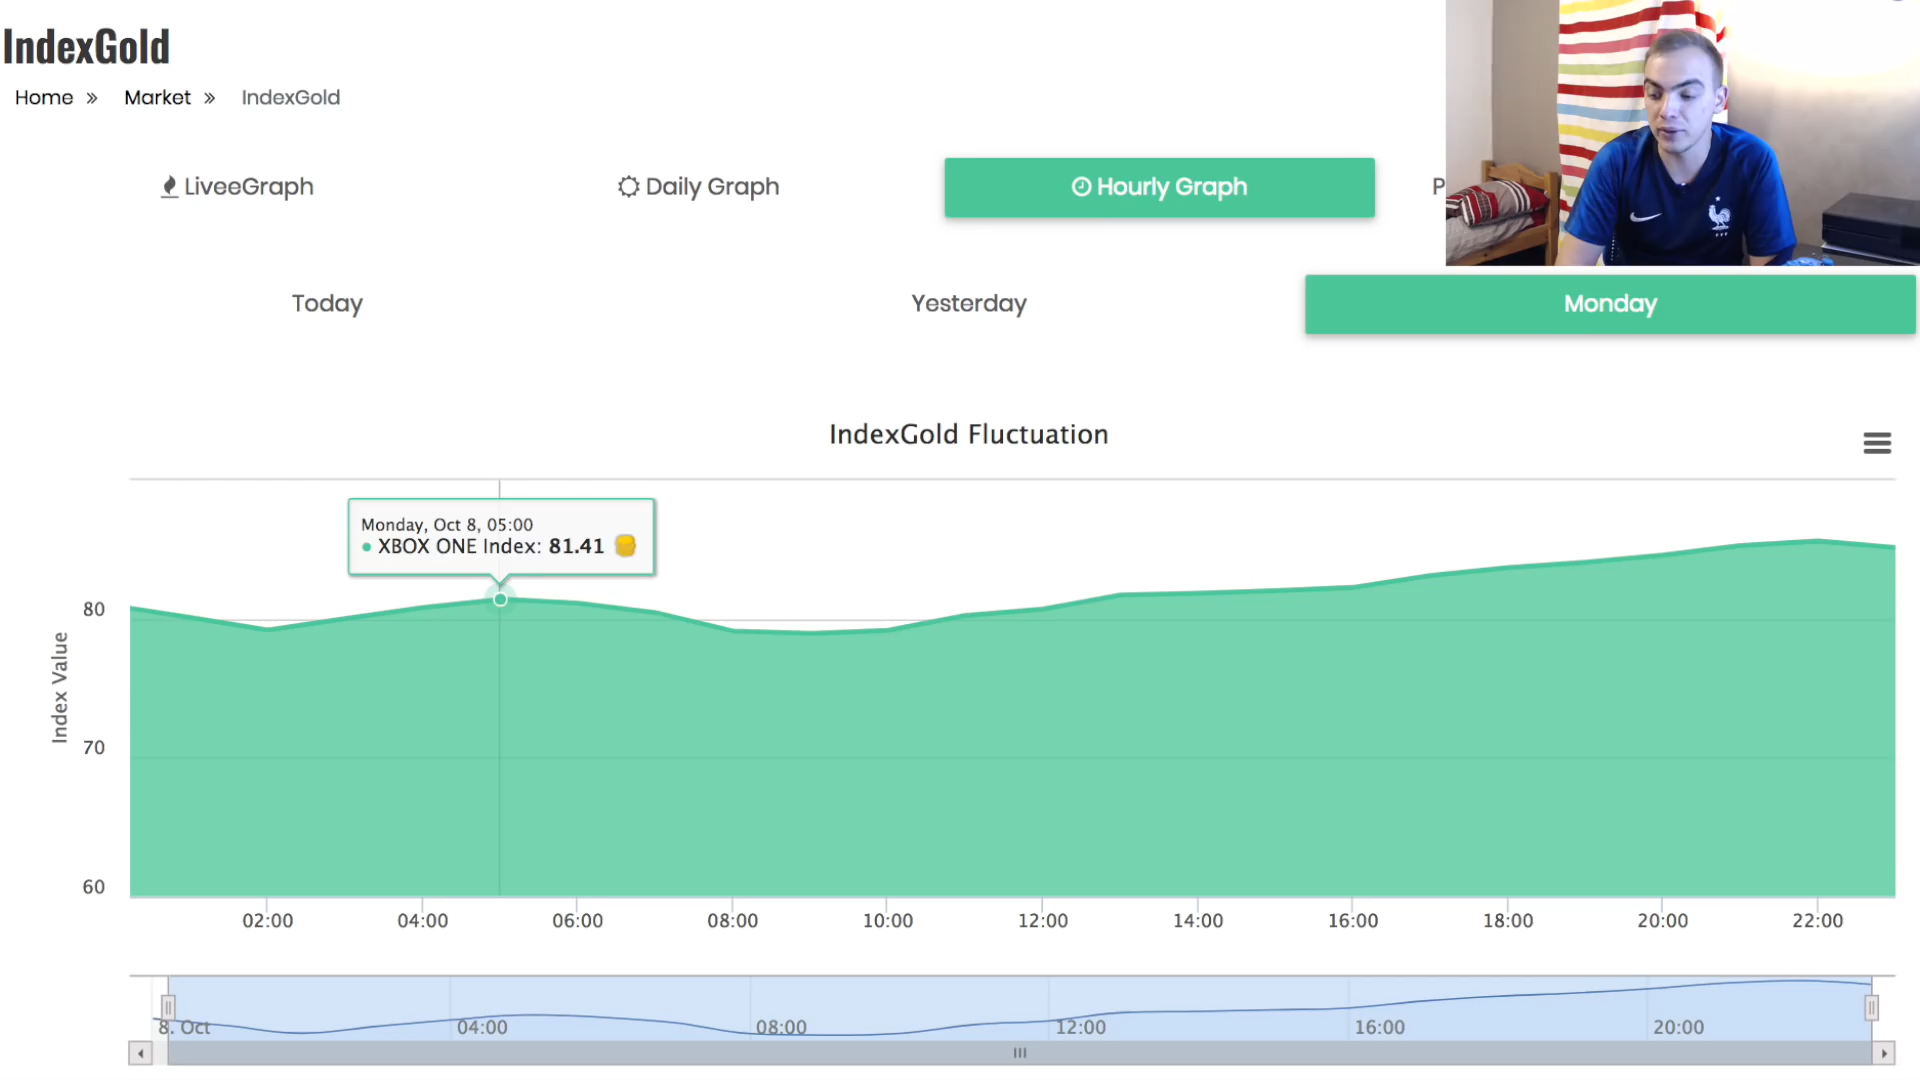 IndexGold
Home » Market » IndexGold
LiveeGraph
Daily Graph
Hourly Graph
P
Today
Yesterday
Monday
IndexGold Fluctuation
Monday, Oct 8, 05:00
XBOX ONE Index: 81.41
Index Value
80
70
60
02:00 04:00 06:00 08:00 10:00 12:00 14:00 16:00 18:00 20:00 22:00
8. Oct 04:00 08:00 12:00 16:00 20:00